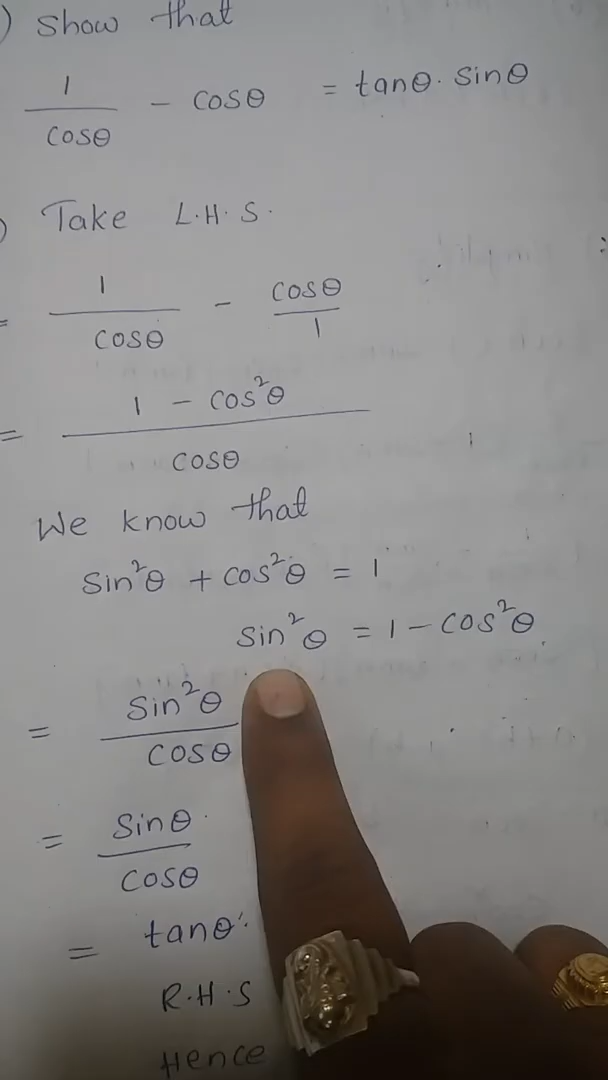 ) Show that
1/cosθ - cosθ = tanθ. sinθ
) Take L.H.S.
= 1/cosθ - cosθ/1
= 1 - cos²θ/cosθ
We know that
sin²θ + cos²θ = 1
sin²θ = 1 - cos²θ.
= sin²θ/cosθ
= sinθ/cosθ
= tanθ.
R.H.S
Hence